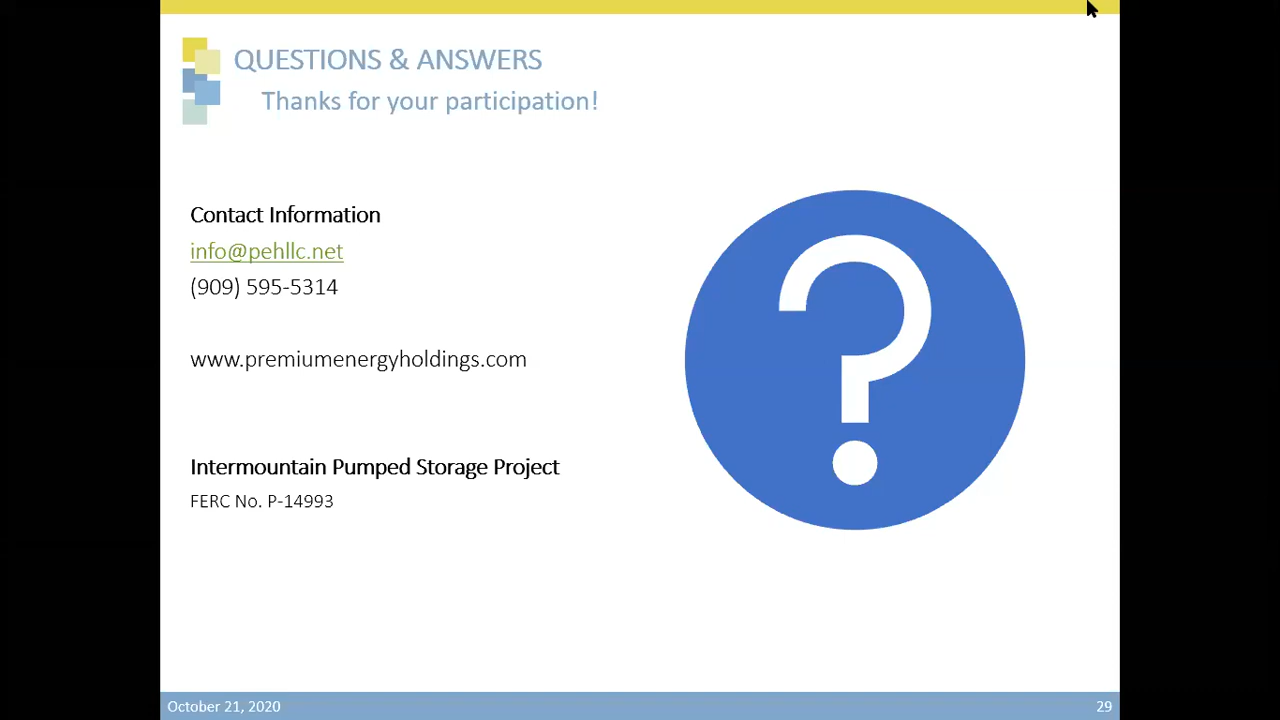 QUESTIONS & ANSWERS
Thanks for your participation!
Contact Information
info@pehllc.net
(909) 595-5314
www.premiumenergyholdings.com
Intermountain Pumped Storage Project
FERC No. P-14993
?
October 21, 2020
29